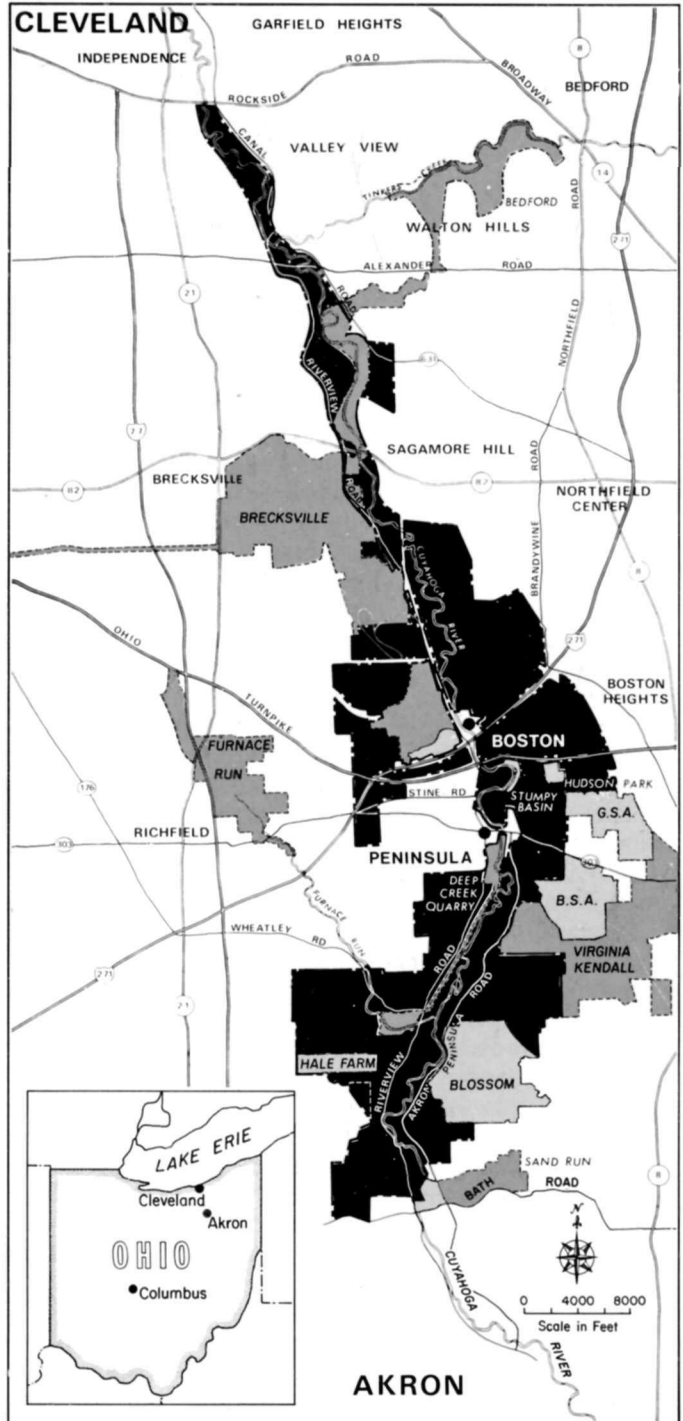 CLEVELAND
GARFIELD HEIGHTS
8
INDEPENDENCE
ROAD
BROADWAY
BEDFORD
ROCKSIDE
CANAL
VALLEY VIEW
TINKERS CREEK
14
BEDFORD
ROAD
WALTON HILLS
271
ALEXANDER ROAD
21
ROAD
NORTHFIELD
RIVERVIEW
631
77
SAGAMORE HILL
BRECKSVILLE
ROAD
82
82
NORTHFIELD
CENTER
BRECKSVILLE
ROAD
BRANDYWINE
CUYAHOGA
RIVER
8
OHIO
271
TURNPIKE
BOSTON
HEIGHTS
BOSTON
FURNACE
RUN
HUDSON PARK
176
STINE RD
STUMPY
BASIN
G.S.A.
RICHFIELD
303
PENINSULA
DEEP
CREEK
QUARRY
B.S.A.
FURNACE RUN
WHEATLEY RD
ROAD
VIRGINIA
KENDALL
271
21
ROAD
PENINSULA
HALE FARM
RIVERVIEW
AKRON
BLOSSOM
LAKE ERIE
SAND RUN
8
BATH
ROAD
Cleveland
Akron
N
OHIO
CUYAHOGA
0 4000 8000
Columbus
Scale in Feet
RIVER
AKRON